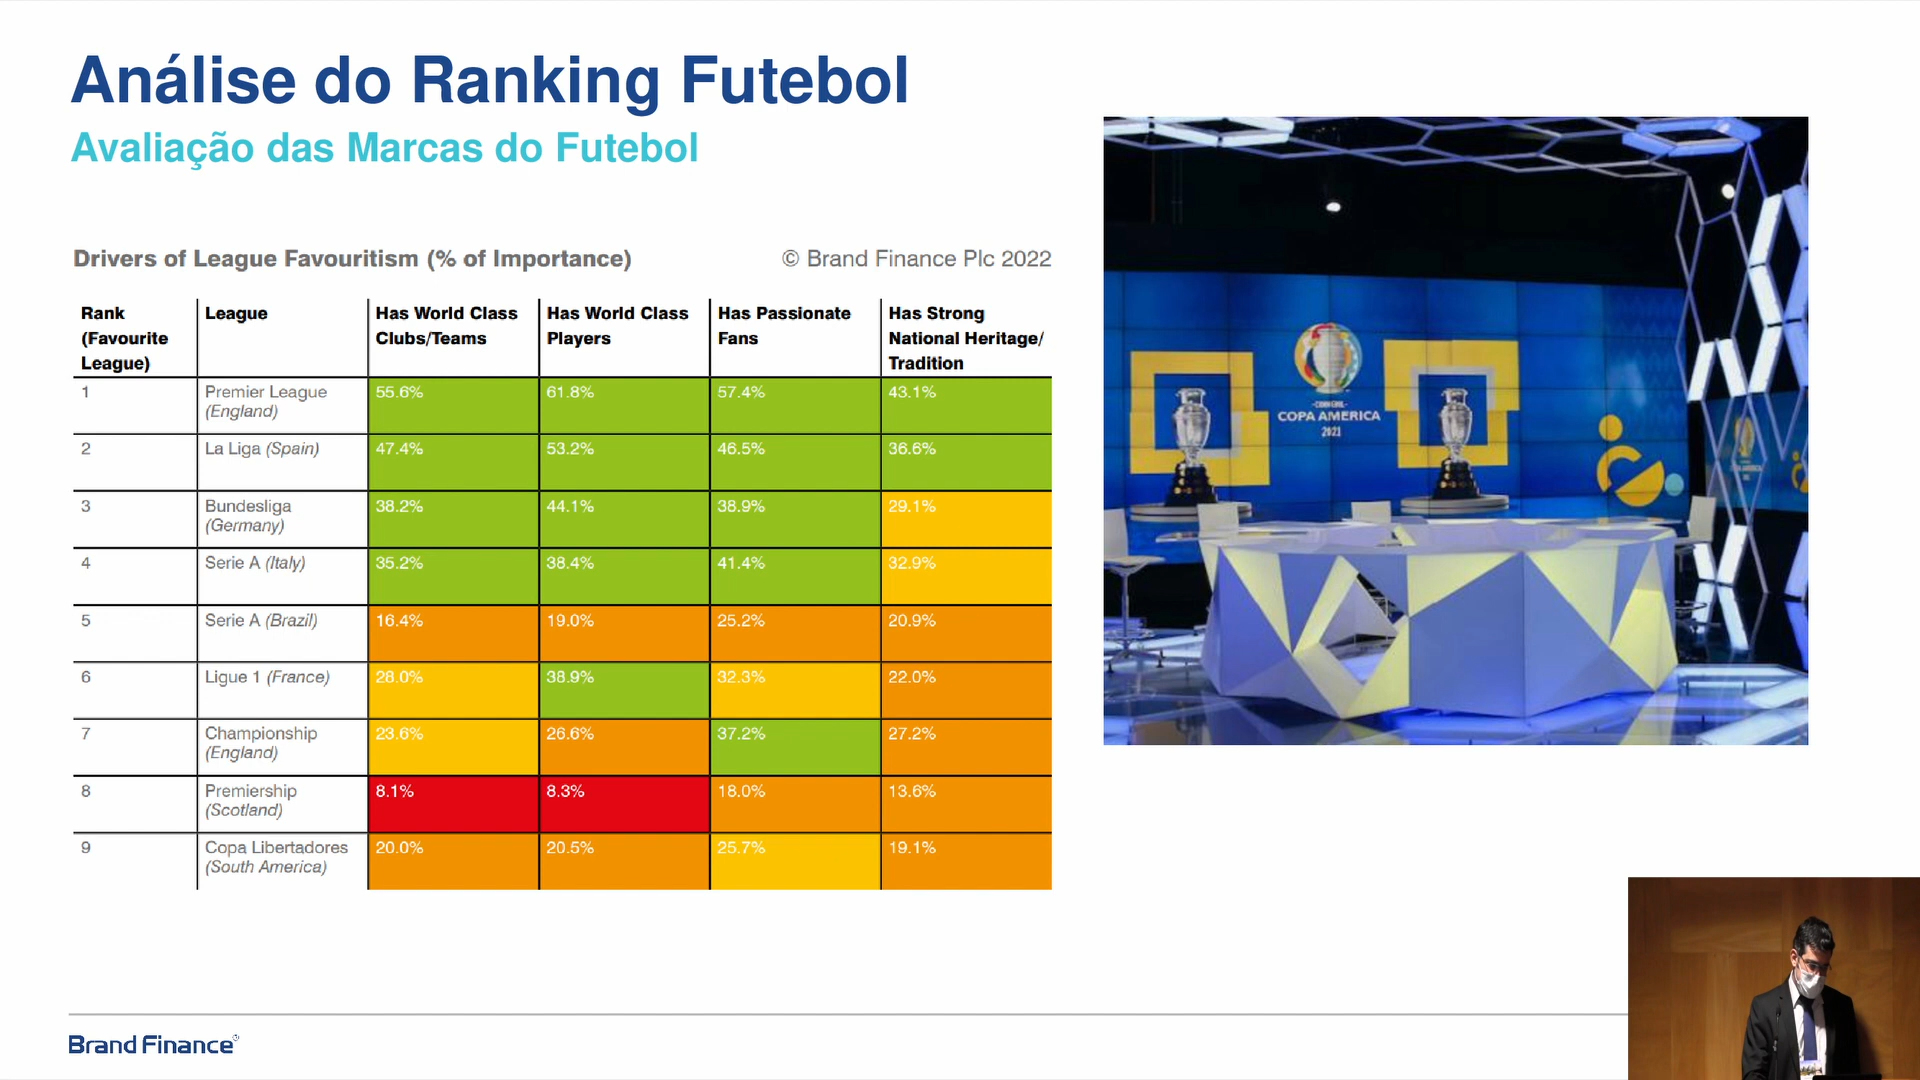 Análise do Ranking Futebol
Avaliação das Marcas do Futebol
Drivers of League Favouritism (% of Importance)
© Brand Finance Plc 2022
Rank (Favourite League)
League
Has World Class Clubs/Teams
Has World Class Players
Has Passionate Fans
Has Strong National Heritage/ Tradition
1 Premier League (England) 55.6% 61.8% 57.4% 43.1%
2 La Liga (Spain) 47.4% 53.2% 46.5% 36.6%
3 Bundesliga (Germany) 38.2% 44.1% 38.9% 29.1%
4 Serie A (Italy) 35.2% 38.4% 41.4% 32.9%
5 Serie A (Brazil) 16.4% 19.0% 25.2% 20.9%
6 Ligue 1 (France) 28.0% 38.9% 32.3% 22.0%
7 Championship (England) 23.6% 26.6% 37.2% 27.2%
8 Premiership (Scotland) 8.1% 8.3% 18.0% 13.6%
9 Copa Libertadores (South America) 20.0% 20.5% 25.7% 19.1%
COPA AMERICA
2021
Brand Finance®